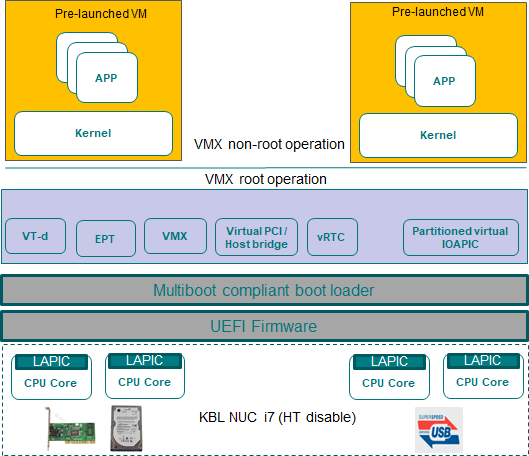 Pre-launched VM
APP
Kernel
Pre-launched VM
APP
Kernel
VMX non-root operation
VMX root operation
VT-d
EPT
VMX
Virtual PCI /
Host bridge
vRTC
Partitioned virtual
IOAPIC
Multiboot compliant boot loader
UEFI Firmware
LAPIC
CPU Core
LAPIC
CPU Core
LAPIC
CPU Core
LAPIC
CPU Core
KBL NUC i7 (HT disable)
SUPERSPEED
USB